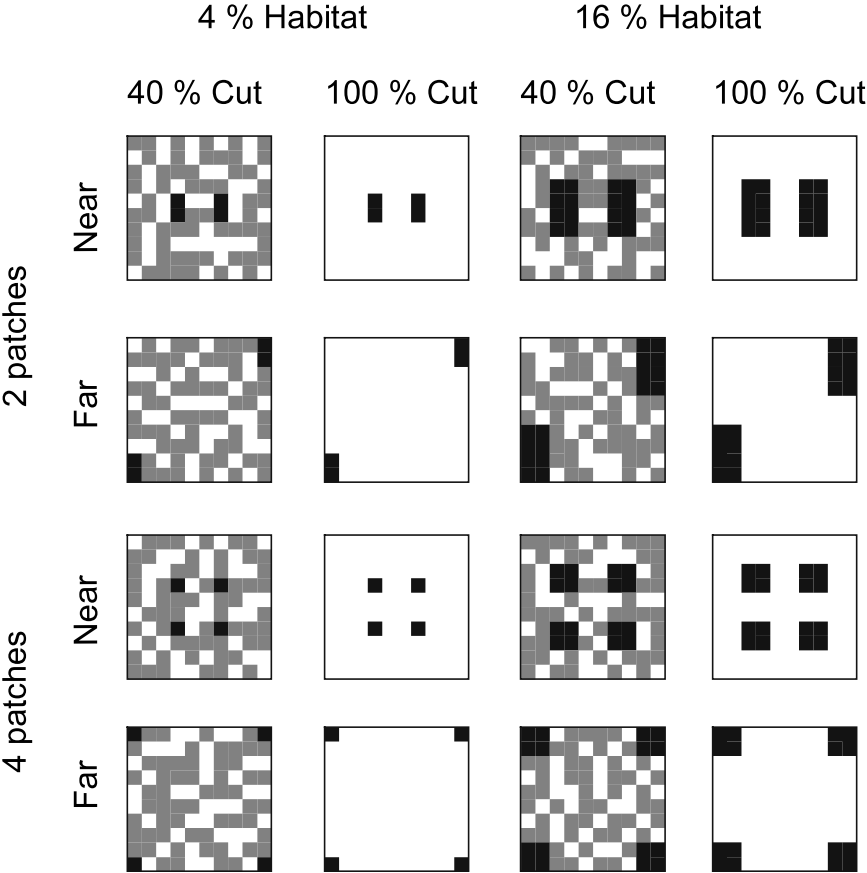 4 % Habitat 16 % Habitat
40 % Cut 100 % Cut 40 % Cut 100 % Cut
2 patches
Near
Far
4 patches
Near
Far